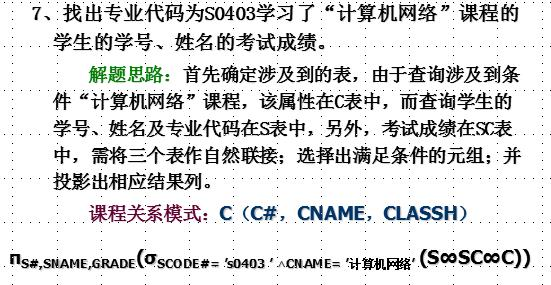 7、找出专业代码为S0403学习了“计算机网络”课程的
学生的学号、姓名的考试成绩。
解题思路：首先确定涉及到的表，由于查询涉及到条
件“计算机网络”课程，该属性在C表中，而查询学生的
学号、姓名及专业代码在S表中，另外，考试成绩在SC表
中，需将三个表作自然联接；选择出满足条件的元组；并
投影出相应结果列。
课程关系模式：C（C#，CNAME，CLASSH）
πS#,SNAME,GRADE(σSCODE#= ′s0403 ′ ∧CNAME= ′计算机网络′ (S∞SC∞C))